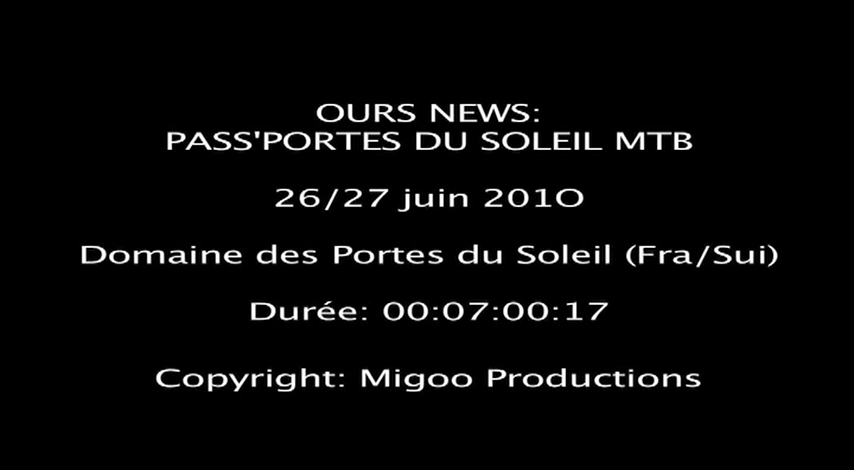 OURS NEWS:
PASS'PORTES DU SOLEIL MTB
26/27 juin 201O
Domaine des Portes du Soleil (Fra/Sui)
Durée: 00:07:00:17
Copyright: Migoo Productions